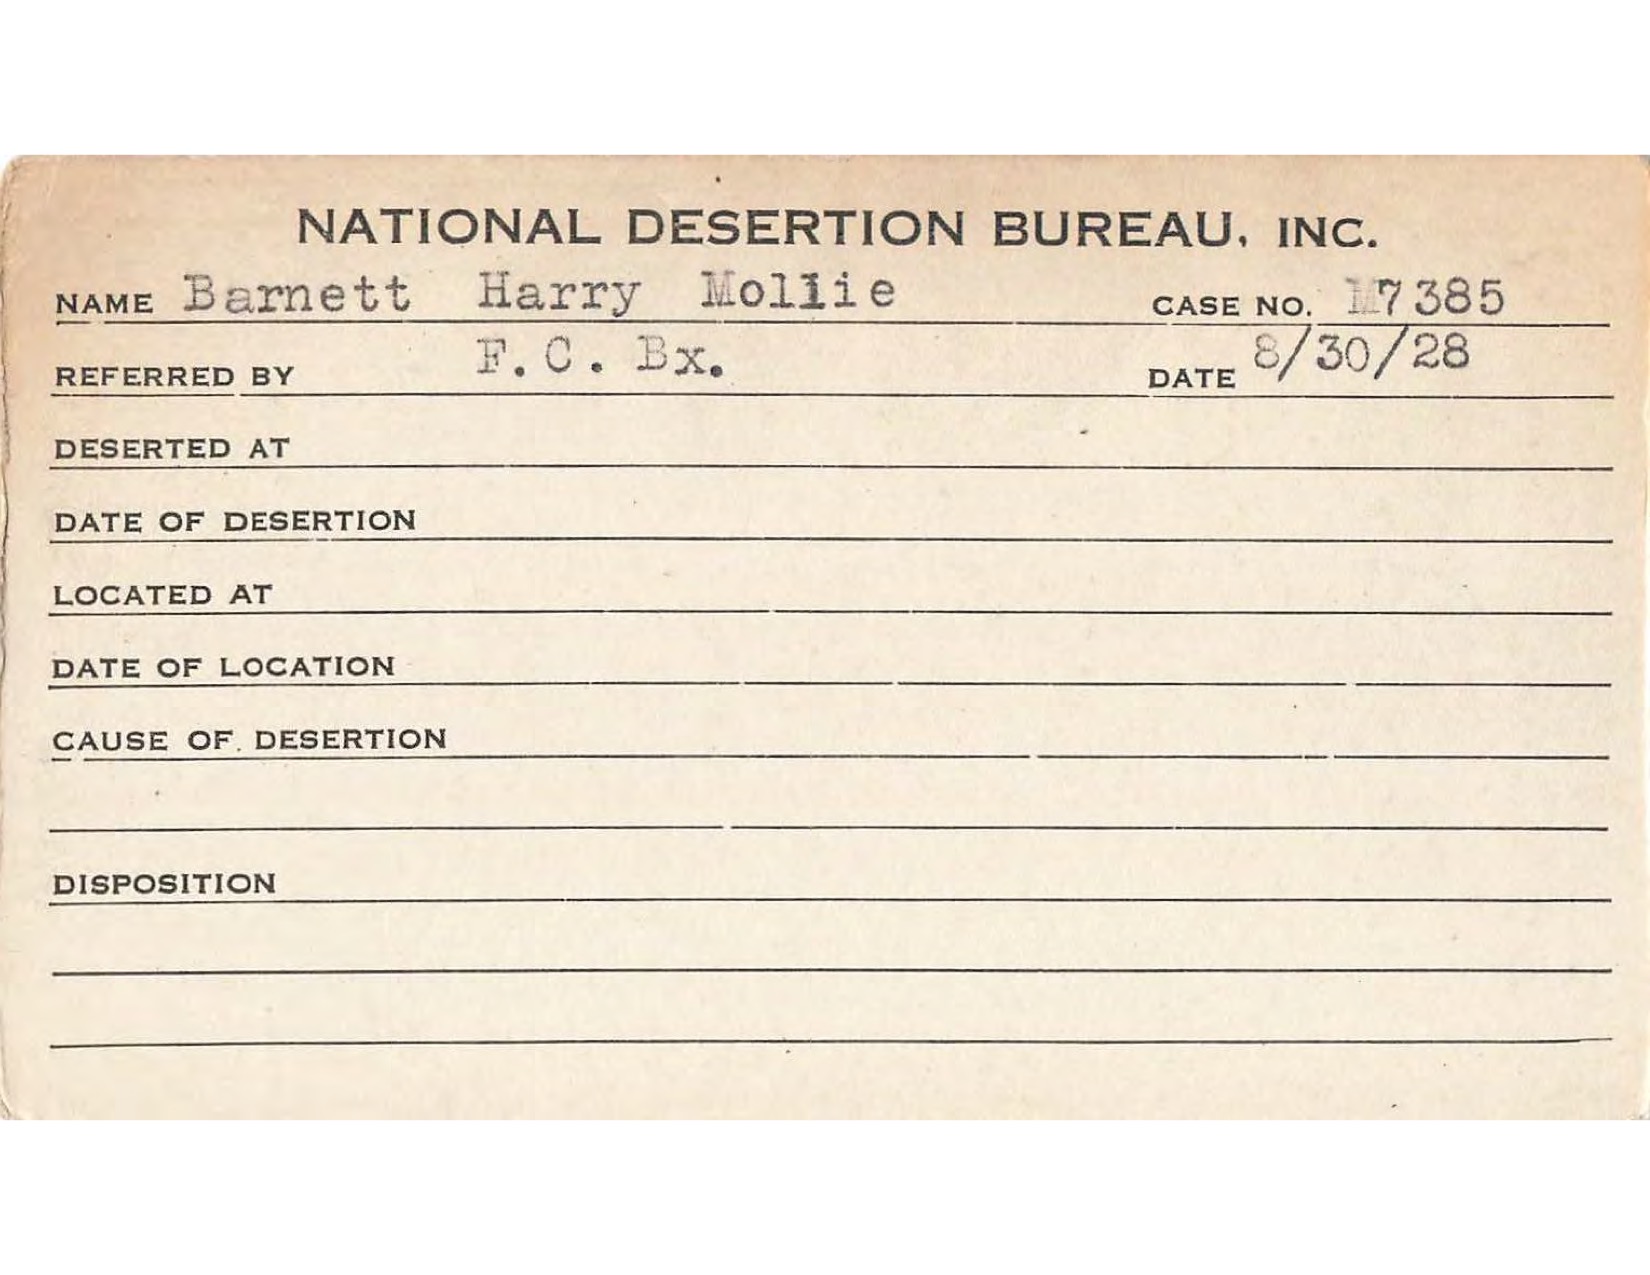 NATIONAL DESERTION BUREAU, INC.
NAME Barnett Harry Mollie CASE NO. M7385
REFERRED BY F.C. Bx. DATE 8/30/28
DESERTED AT
DATE OF DESERTION
LOCATED AT
DATE OF LOCATION
CAUSE OF DESERTION
DISPOSITION